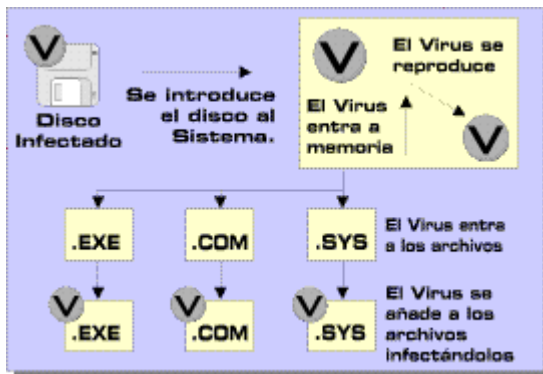 V
Disco
Infectado
Se introduce
el disco al
Sistema.
V
El Virus se
reproduce
El Virus
entra a
memoria
V
.EXE
.COM
.SYS
El Virus entra
a los archivos
V
.EXE
V
.COM
V
.SYS
El Virus se
añade a los
archivos
infectándolos